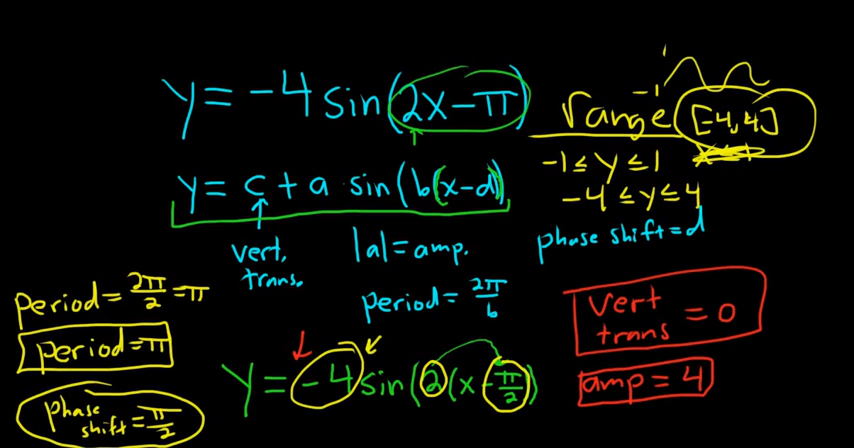 y = -4 sin(2x - π)
y = c + a sin(b(x-d))
vert. trans.
|a| = amp.
period = 2π/b
phase shift = d
-1
range [-4,4]
-1 ≤ y ≤ 1
-4 ≤ y ≤ 4
period = 2π/2 = π
period = π
phase shift = π/2
y = -4 sin(2(x - π/2))
vert trans = 0
amp = 4